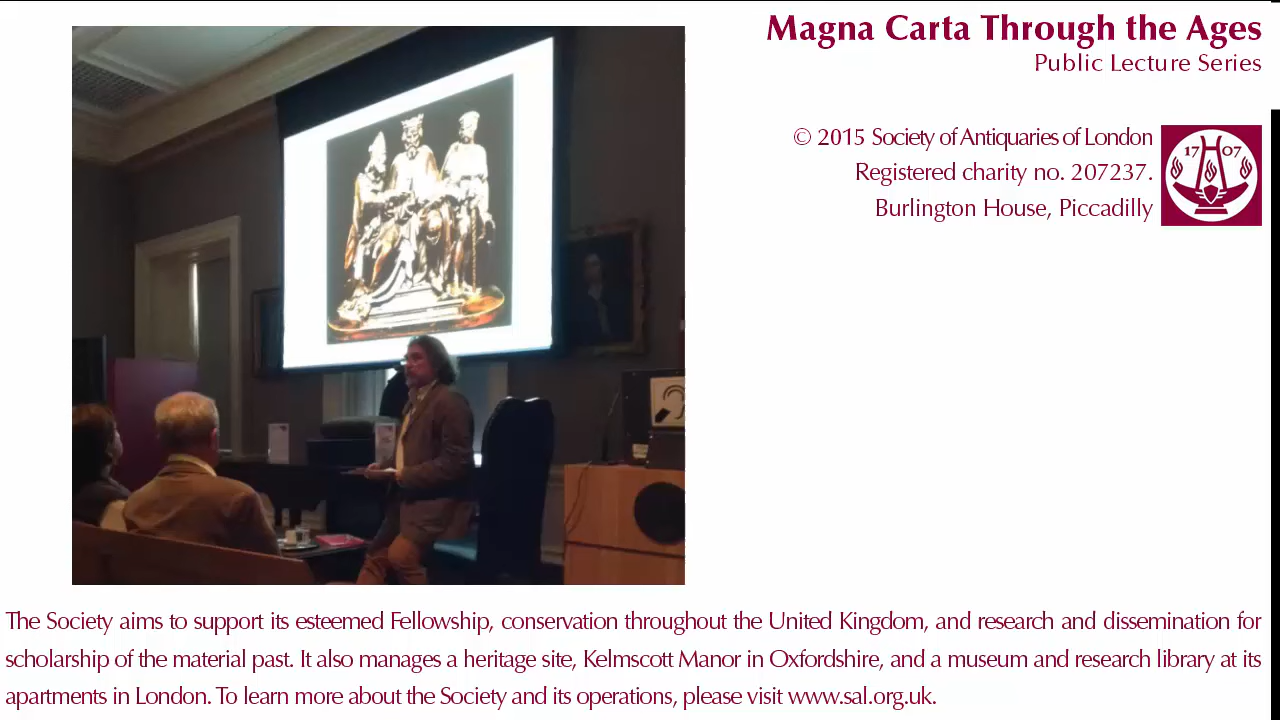 Magna Carta Through the Ages
Public Lecture Series
© 2015 Society of Antiquaries of London
Registered charity no. 207237.
Burlington House, Piccadilly
17 07
The Society aims to support its esteemed Fellowship, conservation throughout the United Kingdom, and research and dissemination for
scholarship of the material past. It also manages a heritage site, Kelmscott Manor in Oxfordshire, and a museum and research library at its
apartments in London. To learn more about the Society and its operations, please visit www.sal.org.uk.